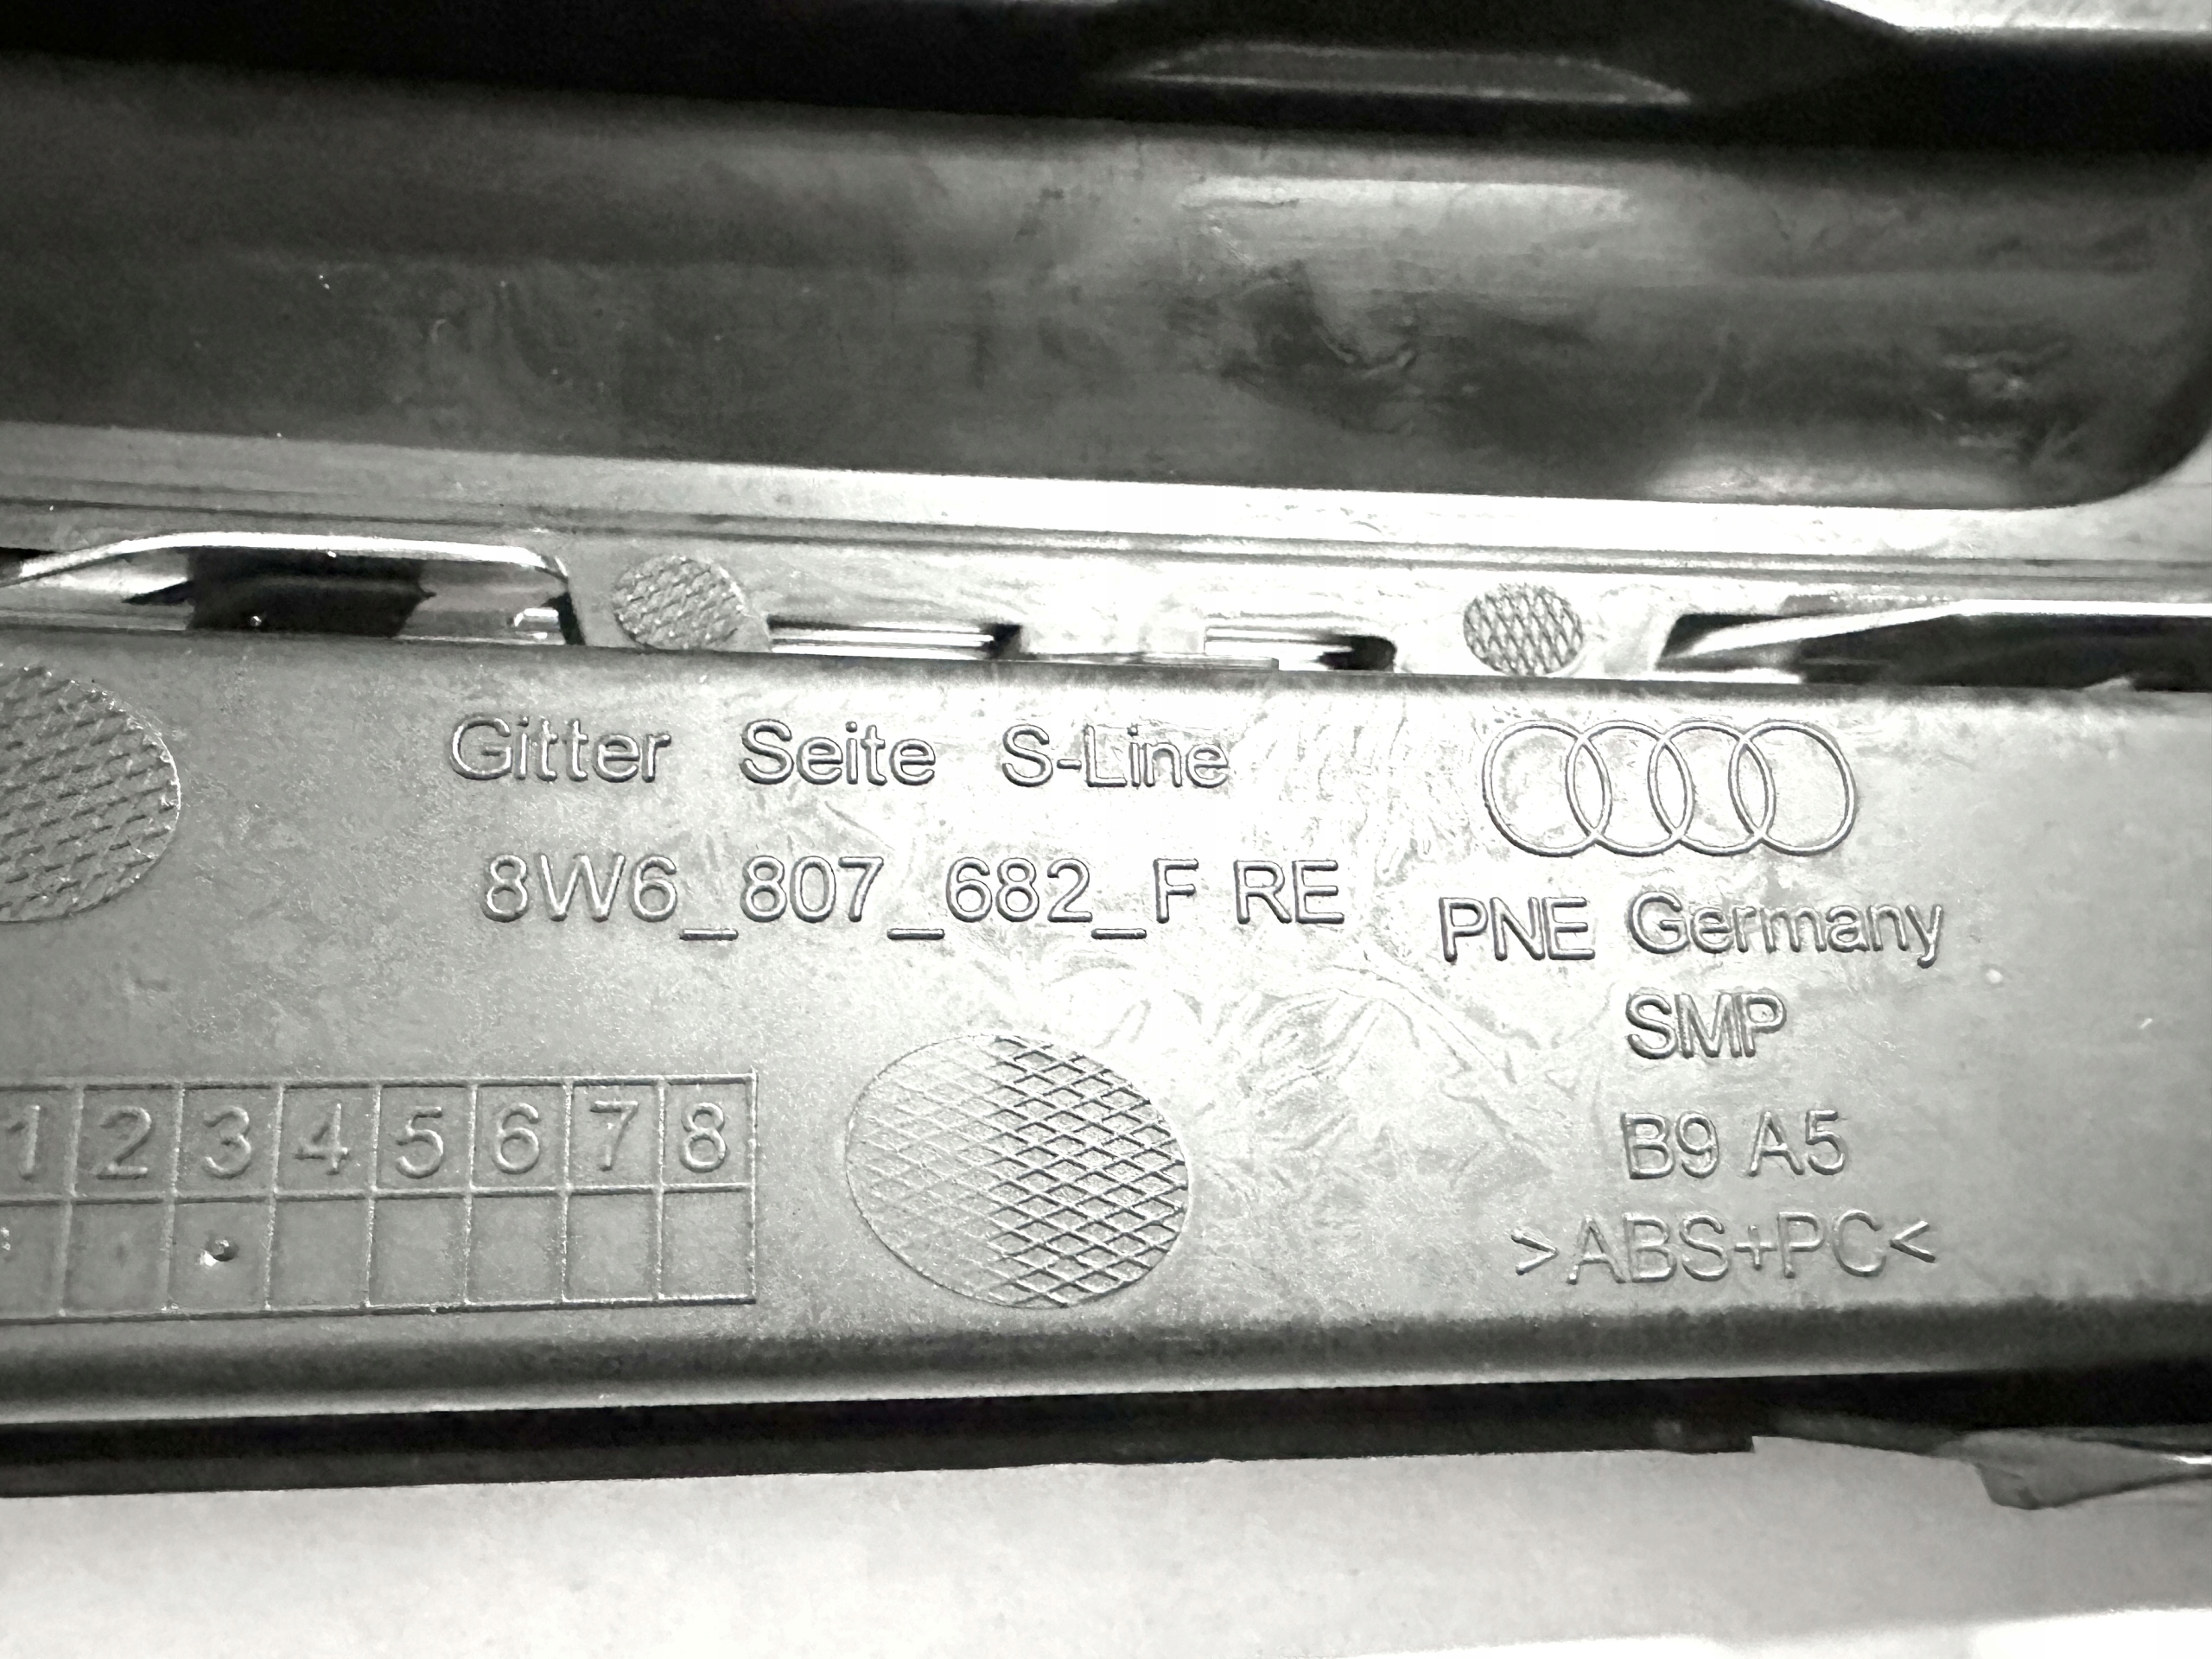 Gitter Seite S-Line
8W6_807_682_F RE
PNE Germany
SMP
B9 A5
>ABS+PC<
1 2 3 4 5 6 7 8